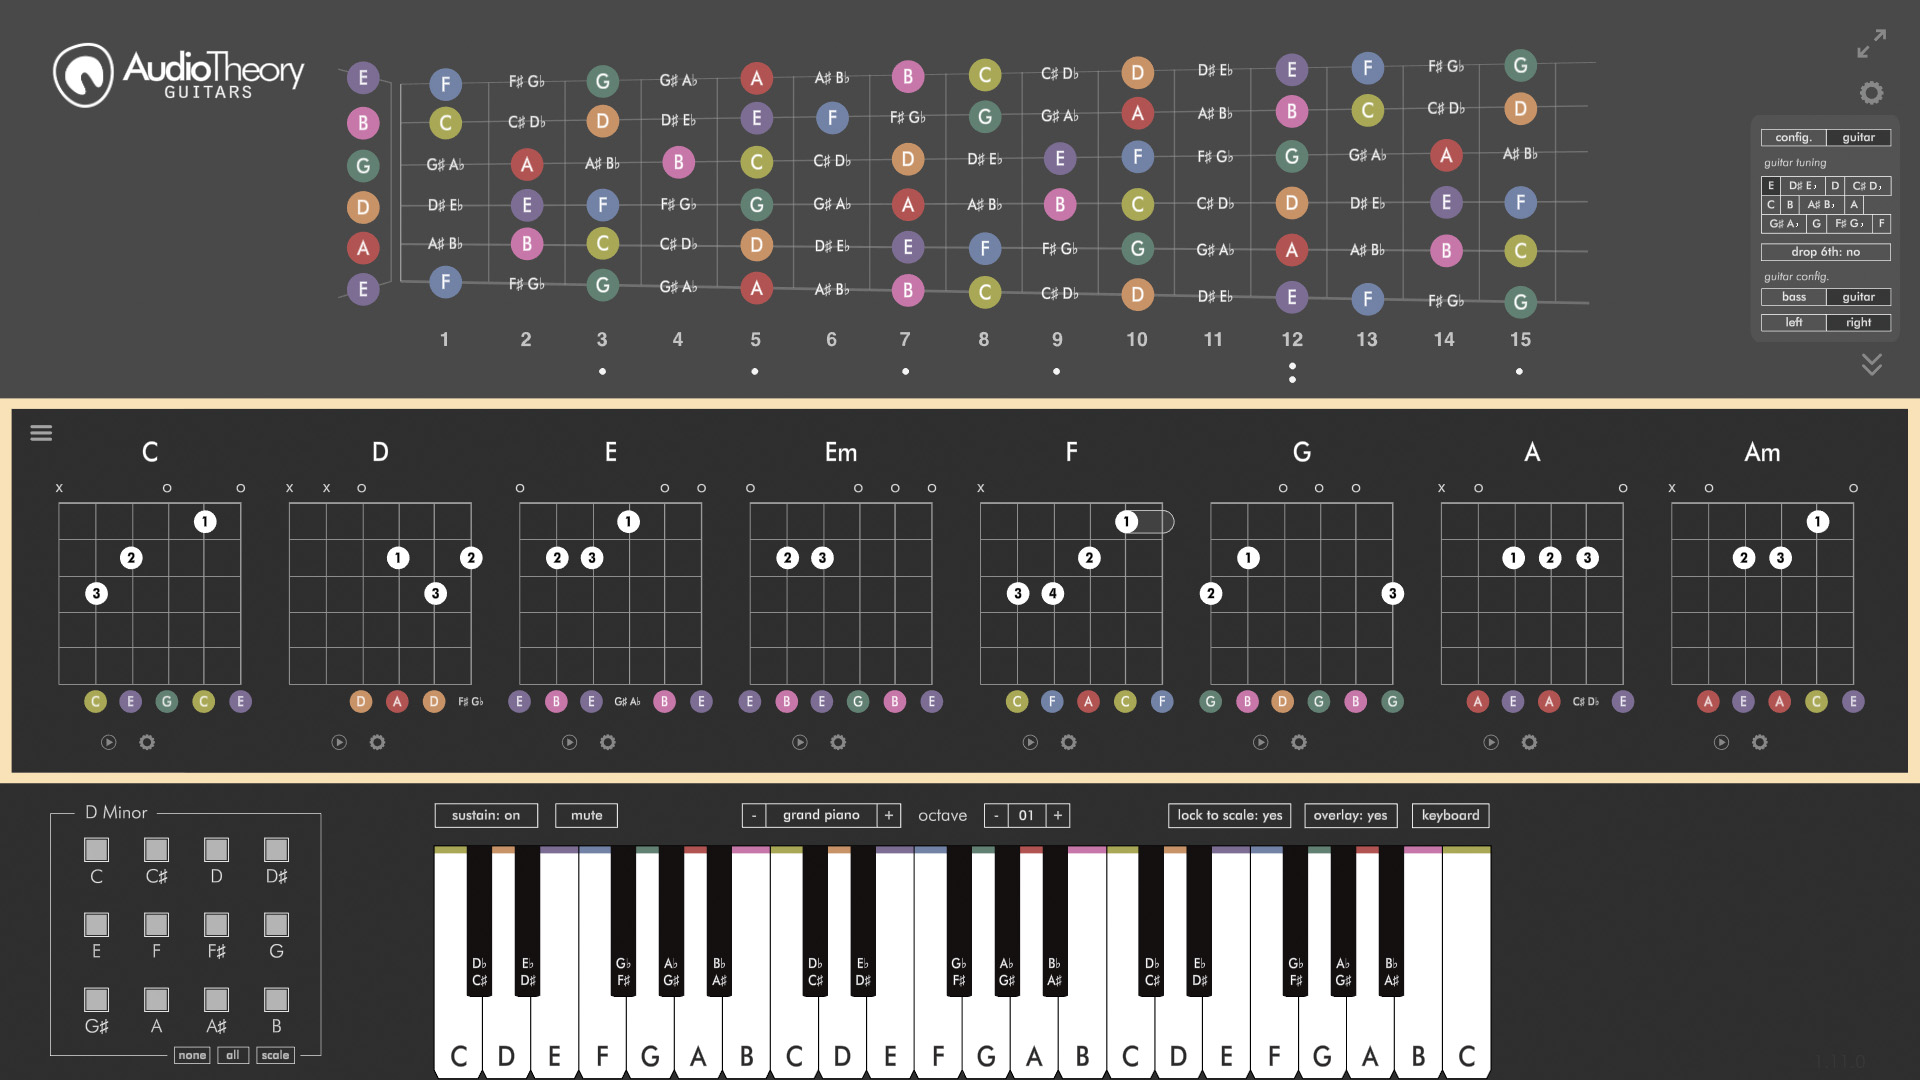 AudioTheory
GUITARS
E F F♯ G♭ G G♯ A♭ A A♯ B♭ B C C♯ D♭ D D♯ E♭ E F F♯ G♭ G
B C C♯ D♭ D D♯ E♭ E F F♯ G♭ G G♯ A♭ A A♯ B♭ B C C♯ D♭ D
G G♯ A♭ A A♯ B♭ B C C♯ D♭ D D♯ E♭ E F F♯ G♭ G G♯ A♭ A A♯ B♭
D D♯ E♭ E F F♯ G♭ G G♯ A♭ A A♯ B♭ B C C♯ D♭ D D♯ E♭ E F
A A♯ B♭ B C C♯ D♭ D D♯ E♭ E F F♯ G♭ G G♯ A♭ A A♯ B♭ B C
E F F♯ G♭ G G♯ A♭ A A♯ B♭ B C C♯ D♭ D D♯ E♭ E F F♯ G♭ G
1 2 3 4 5 6 7 8 9 10 11 12 13 14 15
config. guitar
guitar tuning
E D♯ E♭ D C♯ D♭
C B A♯ B♭ A
G♯ A♭ G F♯ G♭ F
drop 6th: no
guitar config.
bass guitar
left right
C D E Em F G A Am
x o o x x o o o o o o o o x o o o x o o x o o
1 1 1 1
2 1 2 2 3 2 3 2 1 1 2 3 2 3
3 3 3 4 2 3
C E G C E D A D F♯ G♭ E B E G♯ A♭ B E E B E G B E C F A C F G B D G B G A E A C♯ D♭ E A E A C E
D Minor
C C♯ D D♯
E F F♯ G
G♯ A A♯ B
none all scale
sustain: on mute - grand piano + octave - 01 + lock to scale: yes overlay: yes keyboard
D♭ E♭ G♭ A♭ B♭ D♭ E♭ G♭ A♭ B♭ D♭ E♭ G♭ A♭ B♭
C♯ D♯ F♯ G♯ A♯ C♯ D♯ F♯ G♯ A♯ C♯ D♯ F♯ G♯ A♯
C D E F G A B C D E F G A B C D E F G A B C
1.11.0